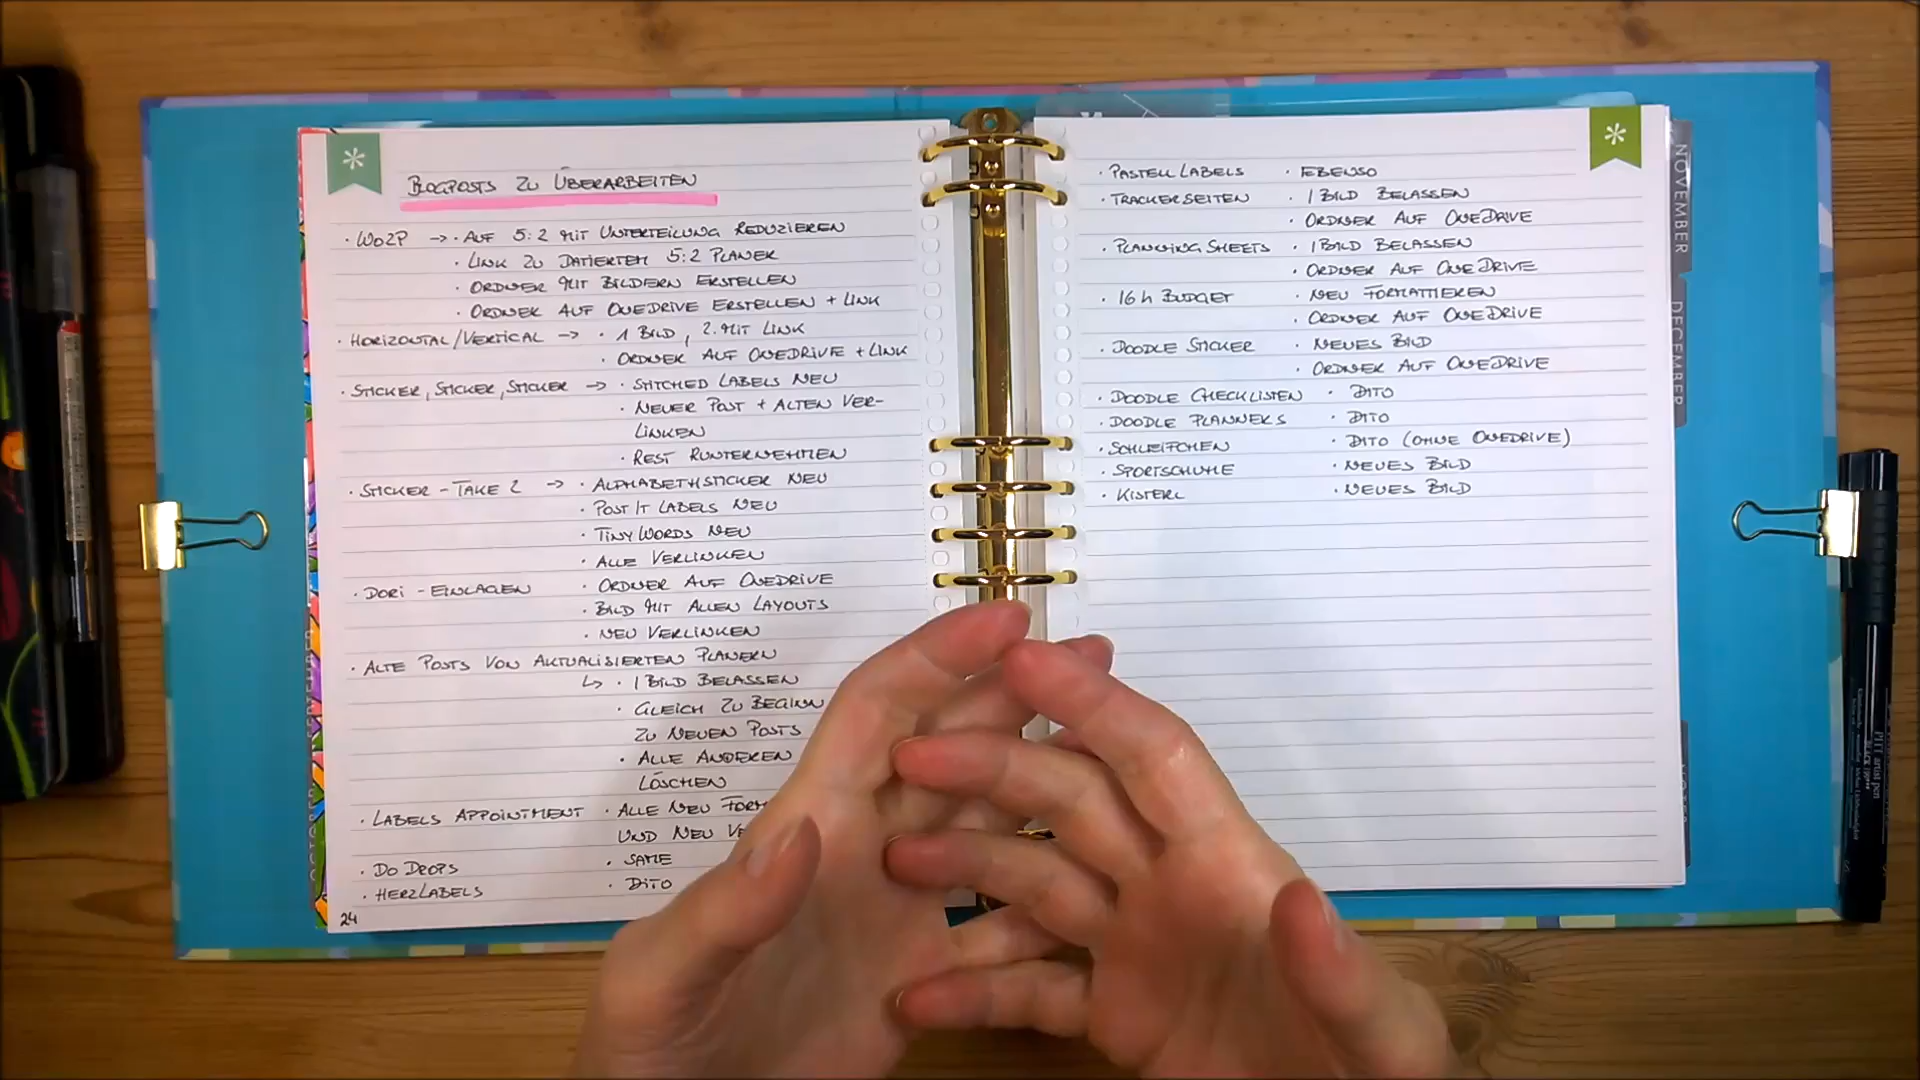 BLOGPOSTS ZU ÜBERARBEITEN
· WO2P → · AUF 5:2 MIT UNTERTEILUNG REDUZIEREN
· LINK ZU DATIERTEM 5:2 PLANER
· ORDNER MIT BILDERN ERSTELLEN
· ORDNER AUF ONEDRIVE ERSTELLEN + LINK
· HORIZONTAL/VERTICAL → · 1 BILD, 2. MIT LINK
· ORDNER AUF ONEDRIVE + LINK
· STICKER, STICKER, STICKER → · STITCHED LABELS NEU
· NEUER POST + ALTEN VER-
LINKEN
· REST RUNTERNEHMEN
· STICKER - TAKE 2 → · ALPHABETHSTICKER NEU
· POST IT LABELS NEU
· TINY WORDS NEU
· ALLE VERLINKEN
· DORI - EINLAGEN · ORDNER AUF ONEDRIVE
· BILD MIT ALLEN LAYOUTS
· NEU VERLINKEN
· ALTE POSTS VON AKTUALISIERTEN PLANERN
↳ · 1 BILD BELASSEN
· GLEICH ZU BEGINN
ZU NEUEN POSTS
· ALLE ANDEREN
LÖSCHEN
· LABELS APPOINTMENT · ALLE NEU
UND NEU
· DO DROPS · SAME
· HERZLABELS · DITO
24
· PASTELL LABELS · EBENSO
· TRACKERSEITEN · 1 BILD BELASSEN
· ORDNER AUF ONEDRIVE
· PLANNING SHEETS · 1 BILD BELASSEN
· ORDNER AUF ONEDRIVE
· 16 h BUDGET · NEU FORMATTIEREN
· ORDNER AUF ONEDRIVE
· DOODLE STICKER · NEUES BILD
· ORDNER AUF ONEDRIVE
· DOODLE CHECKLISTEN · DITO
· DOODLE PLANNERS · DITO
· SCHLEIFCHEN · DITO (OHNE ONEDRIVE)
· SPORTSCHUHE · NEUES BILD
· KISTERL · NEUES BILD
NOVEMBER
DECEMBER
PITT artist pen